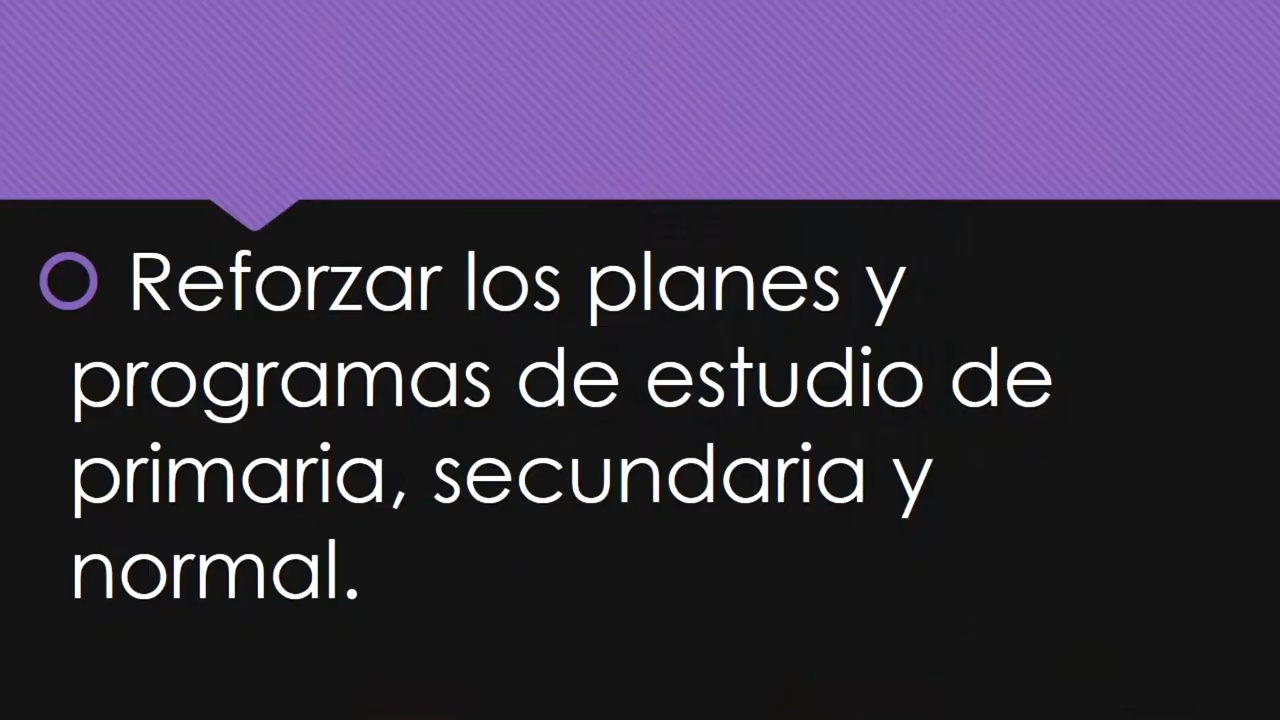 Reforzar los planes y
programas de estudio de
primaria, secundaria y
normal.